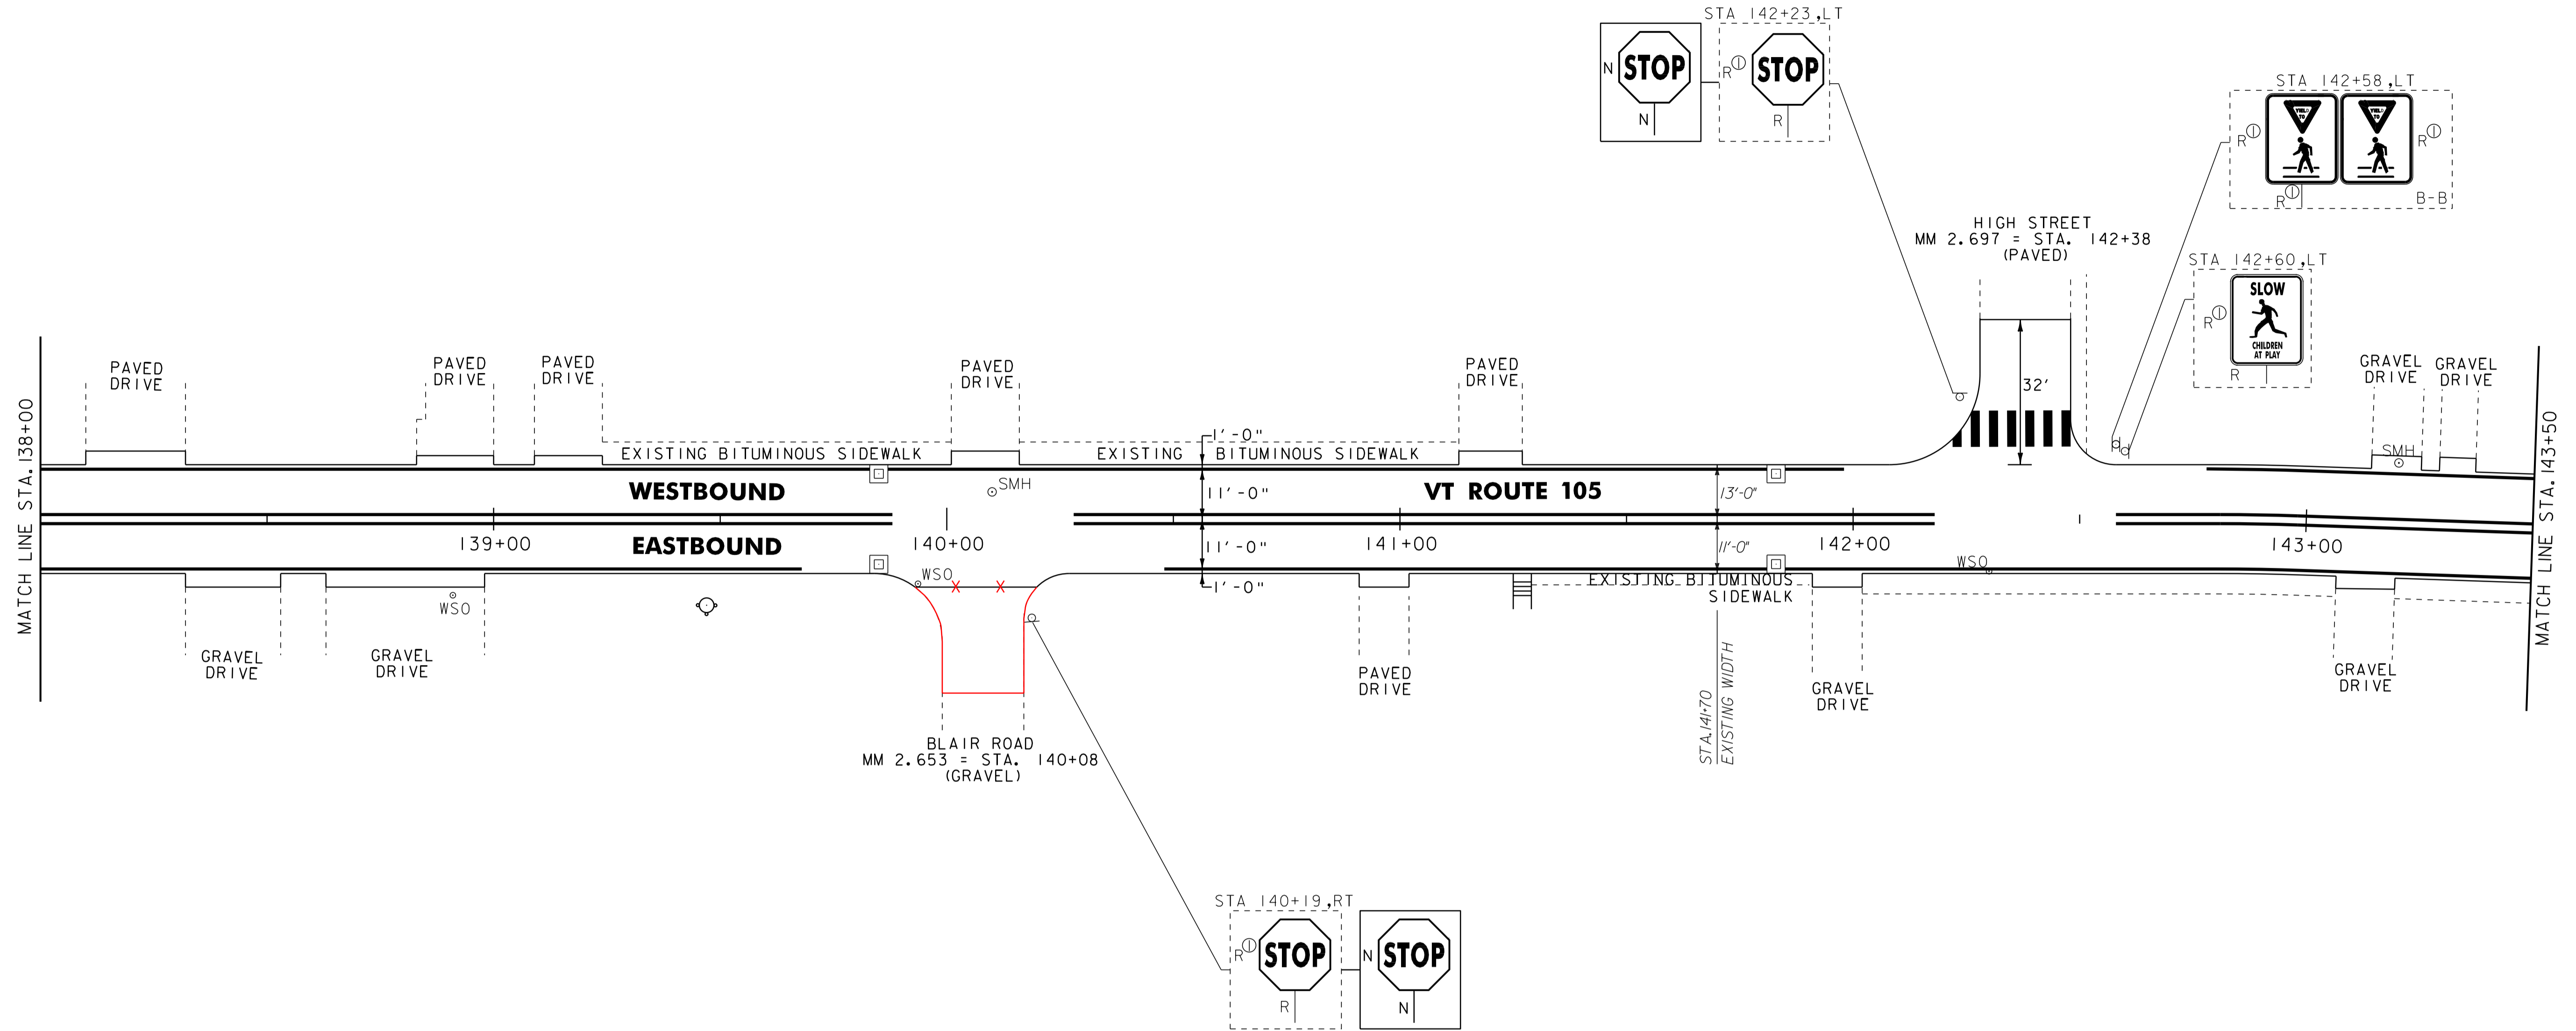 STA 142+23,LT
N
STOP
N
R
STOP
R
STA 142+58,LT
R
YIELD
TO
YIELD
TO
R
R
B-B
HIGH STREET
MM 2.697 = STA. 142+38
(PAVED)
STA 142+60,LT
R
SLOW
CHILDREN
AT PLAY
R
PAVED
DRIVE
PAVED
DRIVE
PAVED
DRIVE
PAVED
DRIVE
PAVED
DRIVE
32'
GRAVEL
DRIVE
GRAVEL
DRIVE
MATCH LINE STA. 138+00
MATCH LINE STA. 143+50
EXISTING BITUMINOUS SIDEWALK
EXISTING BITUMINOUS SIDEWALK
1'-0"
SMH
SMH
WESTBOUND
11'-0"
VT ROUTE 105
13'-0"
139+00
EASTBOUND
140+00
11'-0"
141+00
11'-0"
142+00
143+00
WSO
WSO
WSO
1'-0"
EXISTING BITUMINOUS
SIDEWALK
GRAVEL
DRIVE
GRAVEL
DRIVE
PAVED
DRIVE
STA.141+70
EXISTING WIDTH
GRAVEL
DRIVE
GRAVEL
DRIVE
BLAIR ROAD
MM 2.653 = STA. 140+08
(GRAVEL)
STA 140+19,RT
R
STOP
R
N
STOP
N